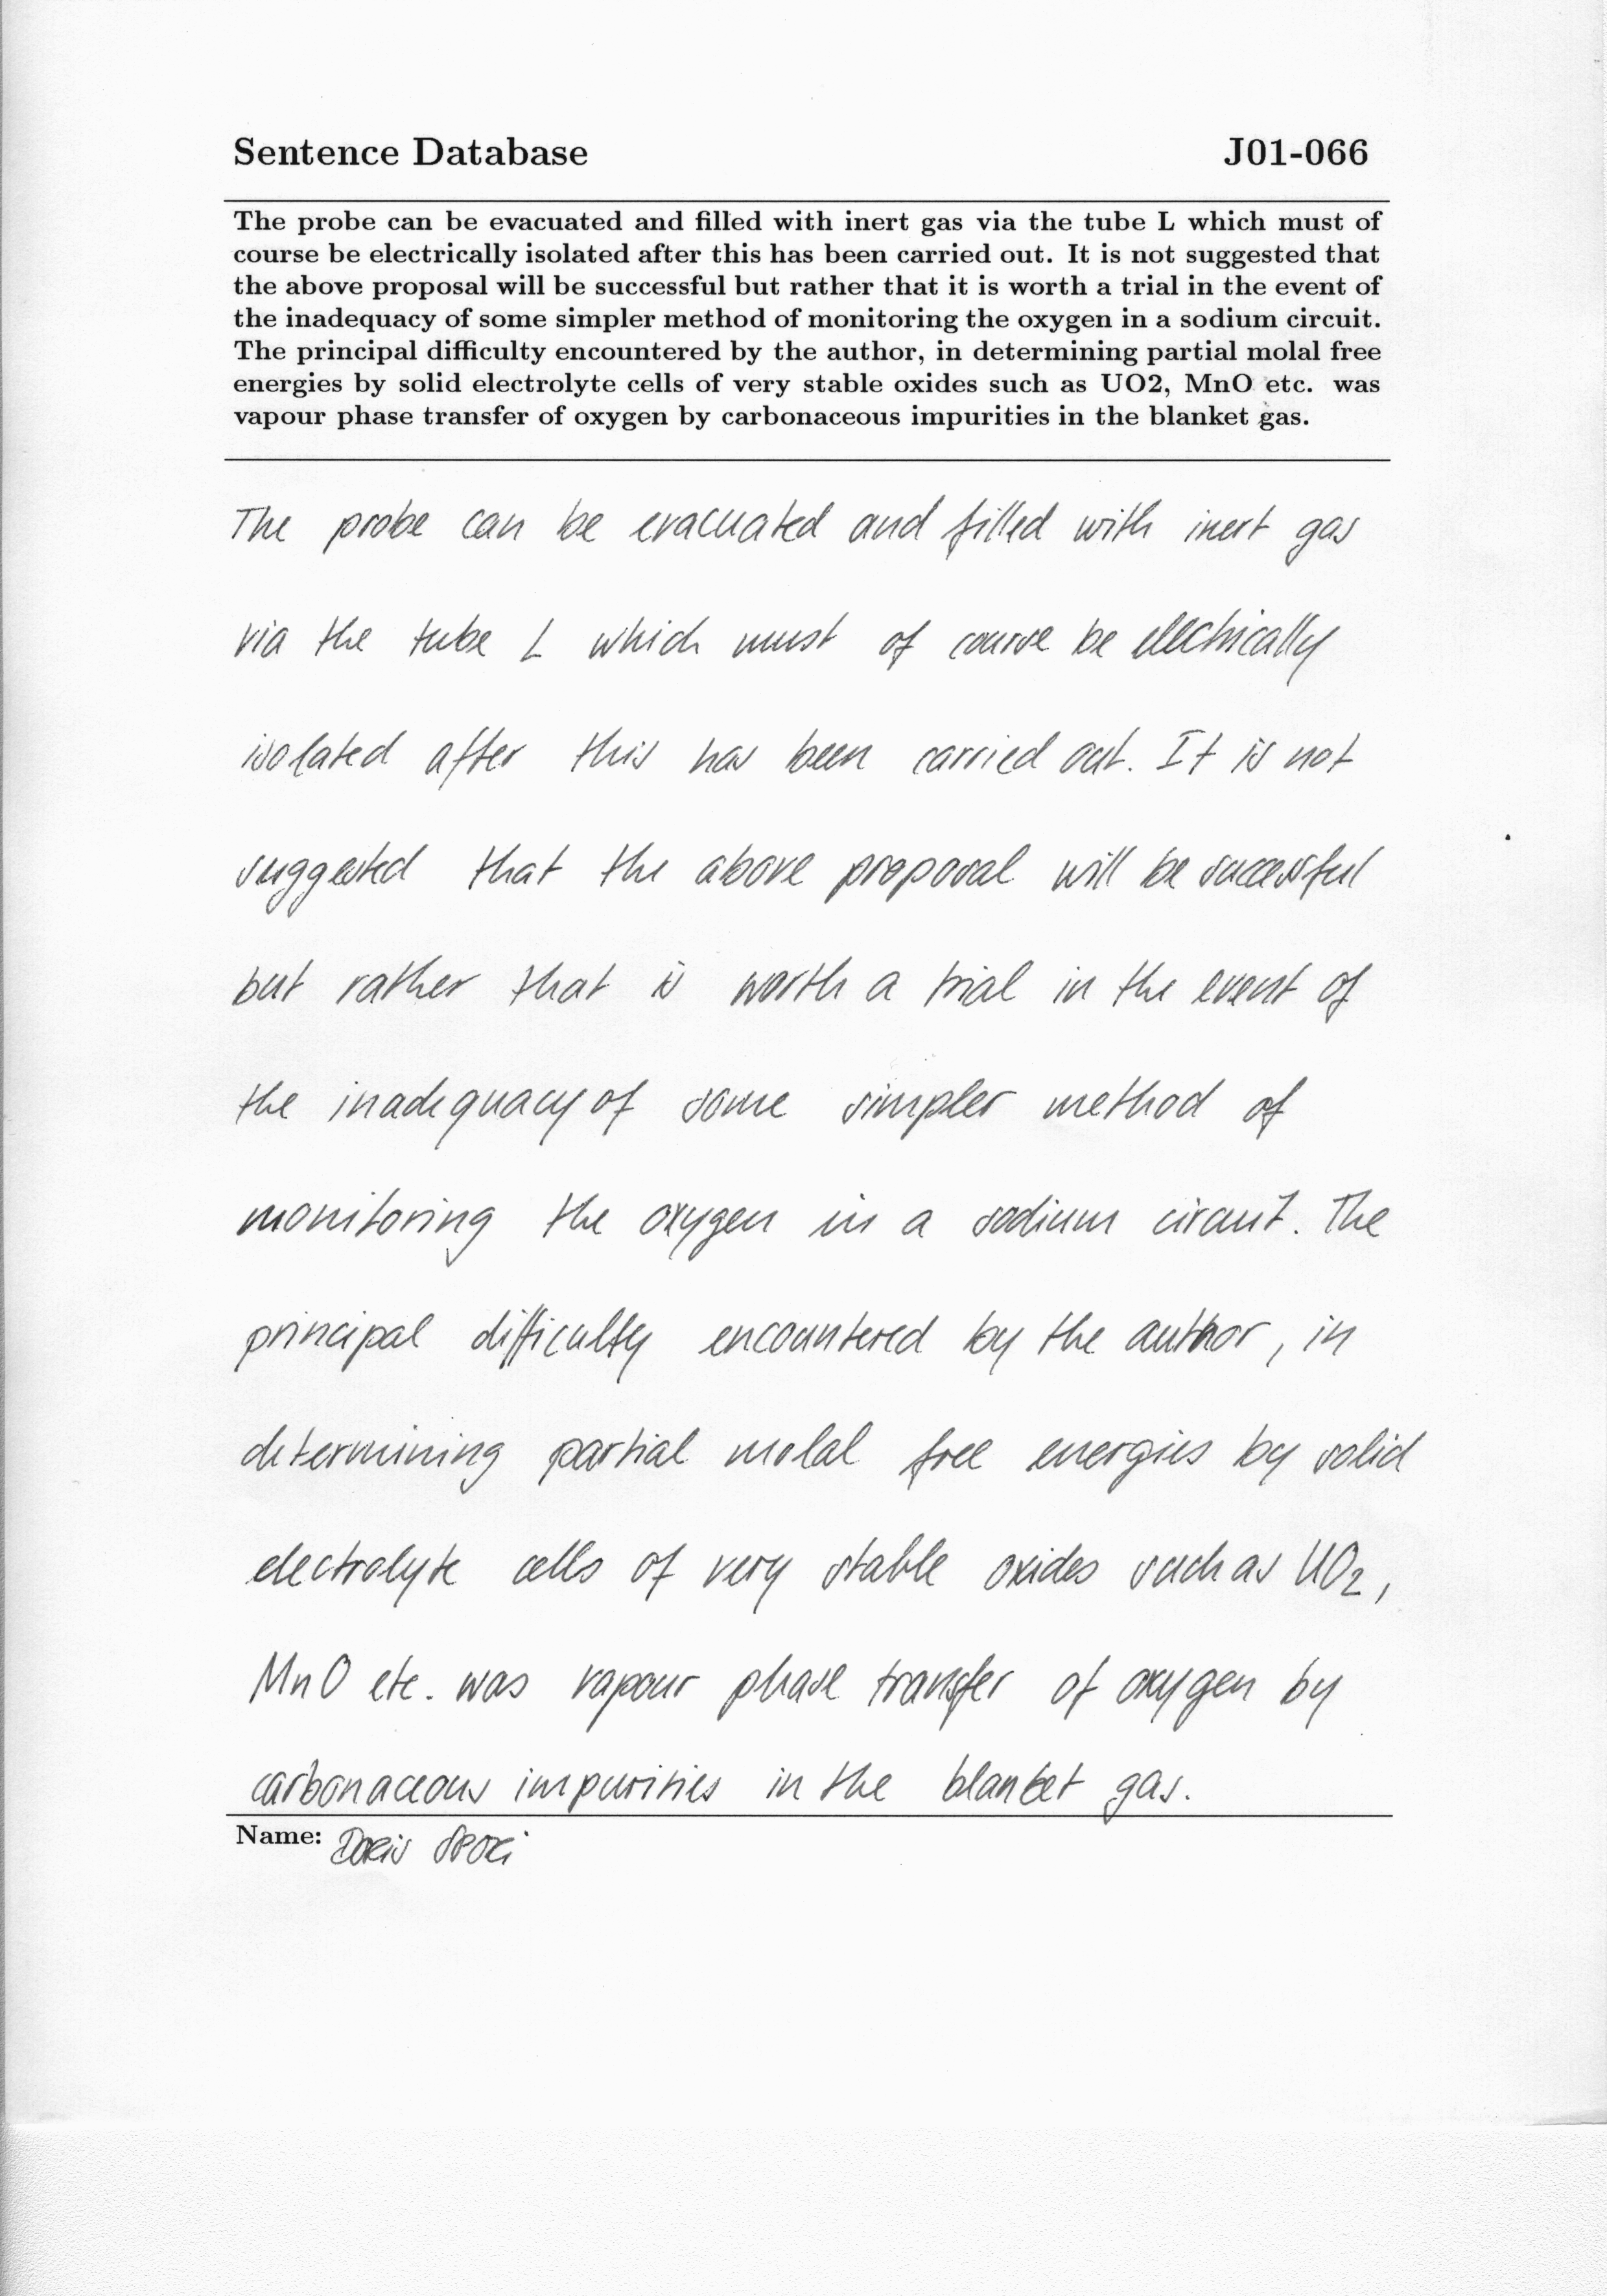 Sentence Database J01-066
The probe can be evacuated and filled with inert gas via the tube L which must of
course be electrically isolated after this has been carried out. It is not suggested that
the above proposal will be successful but rather that it is worth a trial in the event of
the inadequacy of some simpler method of monitoring the oxygen in a sodium circuit.
The principal difficulty encountered by the author, in determining partial molal free
energies by solid electrolyte cells of very stable oxides such as UO2, MnO etc. was
vapour phase transfer of oxygen by carbonaceous impurities in the blanket gas.
The probe can be evacuated and filled with inert gas
via the tube L which must of course be electrically
isolated after this has been carried out. It is not
suggested that the above proposal will be successful
but rather that is worth a trial in the event of
the inadequacy of some simpler method of
monitoring the oxygen in a sodium circuit. The
principal difficulty encountered by the author, in
determining partial molal free energies by solid
electrolyte cells of very stable oxides such as UO2,
MnO etc. was vapour phase transfer of oxygen by
carbonaceous impurities in the blanket gas.
Name: Doris